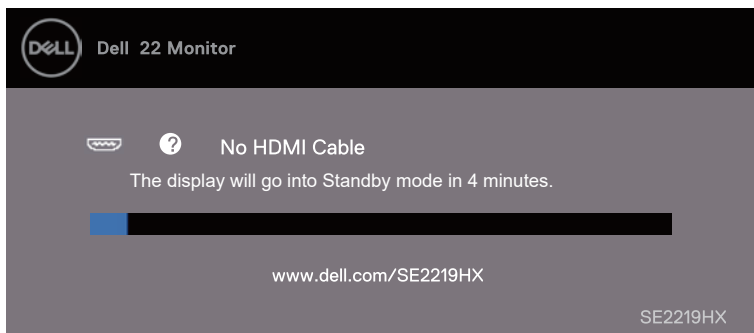 DELL Dell 22 Monitor
? No HDMI Cable
The display will go into Standby mode in 4 minutes.
www.dell.com/SE2219HX
SE2219HX